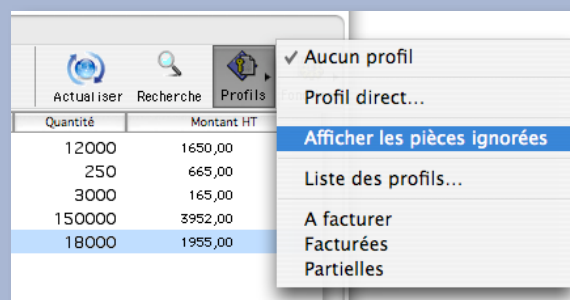 Actualiser Recherche Profils
Quantité Montant HT
12000 1650,00
250 665,00
3000 165,00
150000 3952,00
18000 1955,00
✓ Aucun profil
Profil direct...
Afficher les pièces ignorées
Liste des profils...
A facturer
Facturées
Partielles